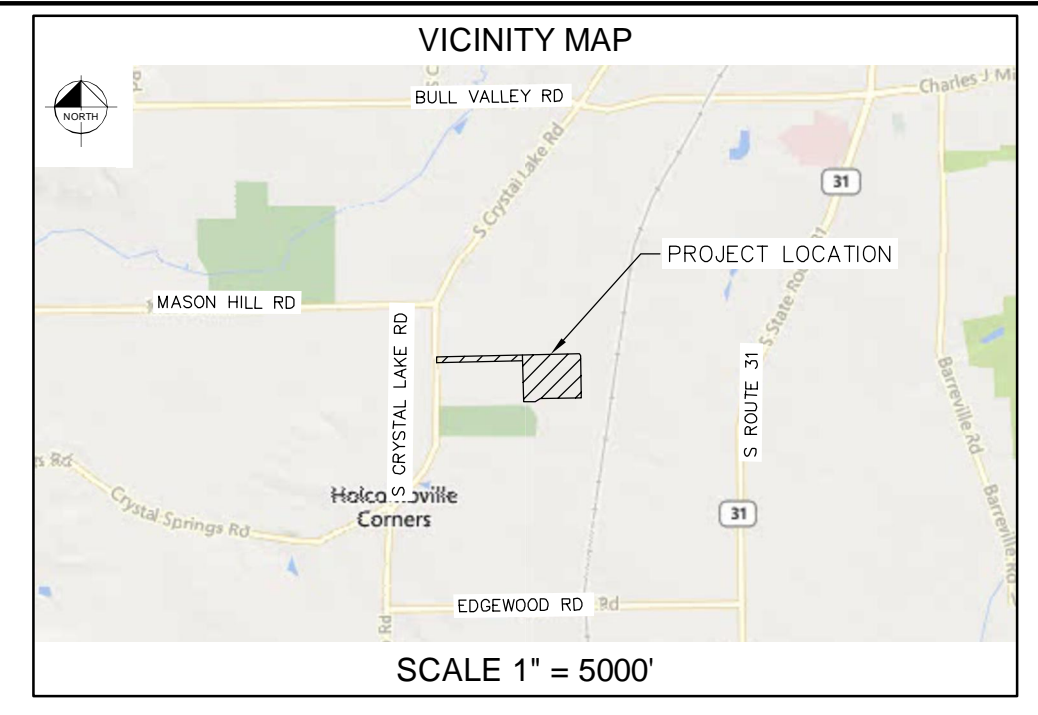 VICINITY MAP
NORTH
BULL VALLEY RD
Charles J Mi
S Crystal Lake Rd
31
PROJECT LOCATION
MASON HILL RD
S CRYSTAL LAKE RD
S State Ro
S ROUTE 31
Barreville Rd
Barreville Rd
Crystal Springs Rd
Corners
31
EDGEWOOD RD
Rd
Rd
SCALE 1" = 5000'